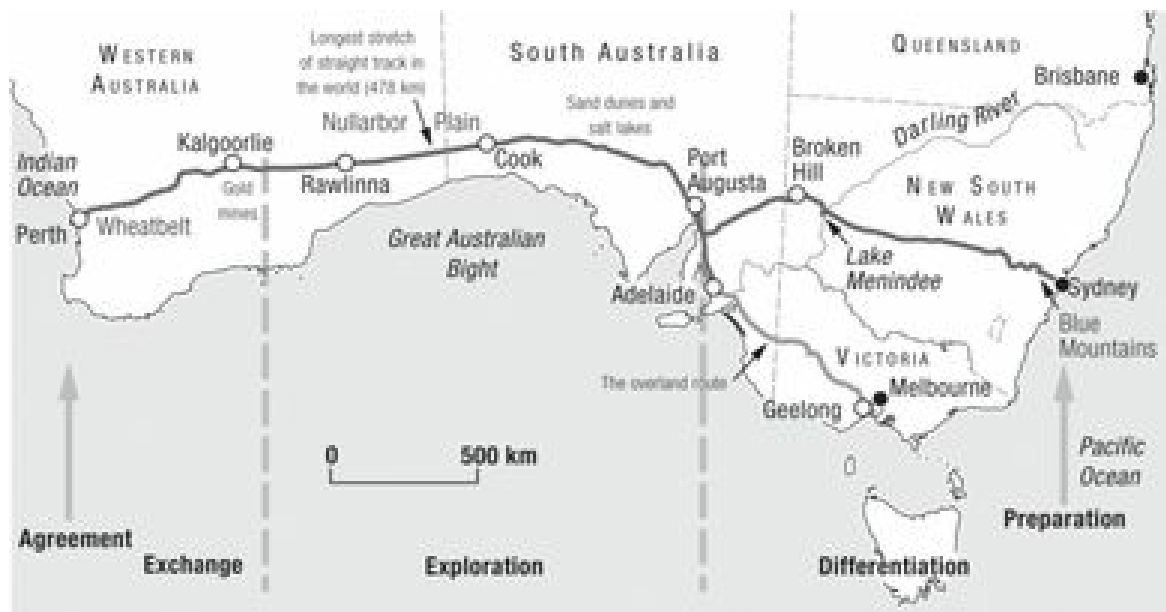 WESTERN
AUSTRALIA
Longest stretch
of straight track in
the world (478 km)
South Australia
QUEENSLAND
Brisbane
Nullarbor Plain
Sand dunes and
salt lakes
Darling River
Kalgoorlie
Indian
Ocean
Cook
Port
Augusta
Broken
Hill
Rawlinna
Gold
mines
NEW SOUTH
WALES
Perth
Wheatbelt
Great Australian
Bight
Lake
Menindee
Adelaide
Sydney
Blue
Mountains
VICTORIA
The overland route
Melbourne
Geelong
0 500 km
Pacific
Ocean
Agreement
Preparation
Exchange
Exploration
Differentiation